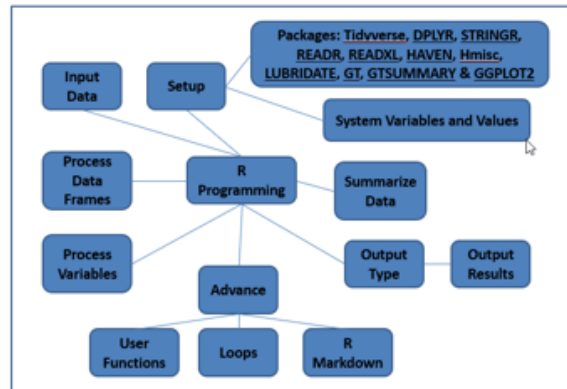 Packages: Tidvverse, DPLYR, STRINGR,
READR, READXL, HAVEN, Hmisc,
LUBRIDATE, GT, GTSUMMARY & GGPLOT2
Input
Data
Setup
System Variables and Values
Process
Data
Frames
R
Programming
Summarize
Data
Process
Variables
Output
Type
Output
Results
Advance
User
Functions
Loops
R
Markdown